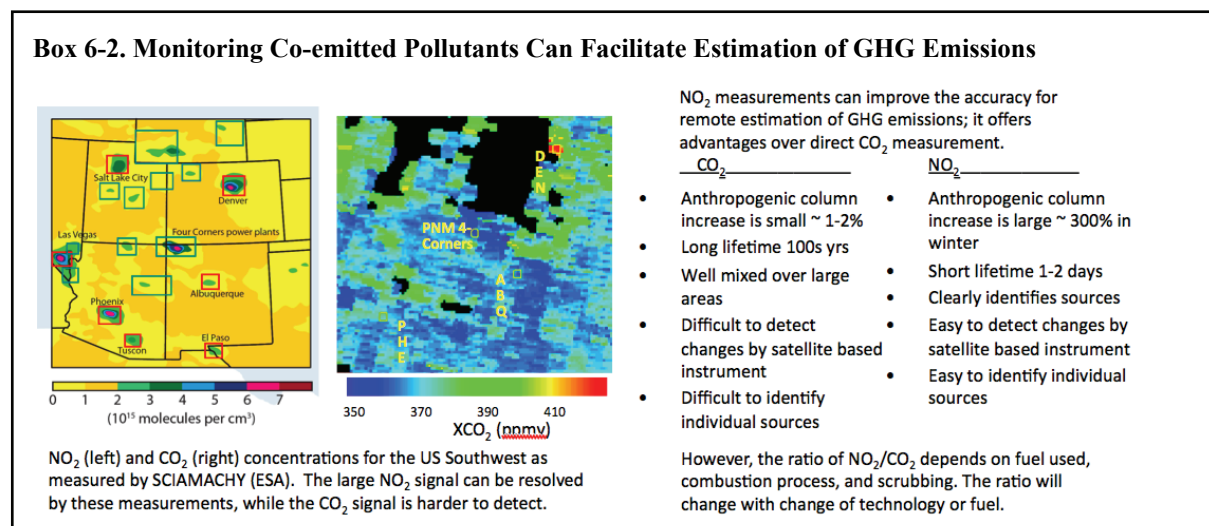 Box 6-2. Monitoring Co-emitted Pollutants Can Facilitate Estimation of GHG Emissions
Salt Lake City
Denver
Las Vegas
Four Corners power plants
Albuquerque
Phoenix
Tuscon
El Paso
0 1 2 3 4 5 6 7
(10¹⁵ molecules per cm³)
DEN
PNM 4-
Corners
ABQ
PHE
350 370 390 410
XCO₂ (ppmv)
NO₂ (left) and CO₂ (right) concentrations for the US Southwest as
measured by SCIAMACHY (ESA). The large NO₂ signal can be resolved
by these measurements, while the CO₂ signal is harder to detect.
NO₂ measurements can improve the accuracy for
remote estimation of GHG emissions; it offers
advantages over direct CO₂ measurement.
CO₂
• Anthropogenic column
increase is small ~ 1-2%
• Long lifetime 100s yrs
• Well mixed over large
areas
• Difficult to detect
changes by satellite based
instrument
• Difficult to identify
individual sources
NO₂
• Anthropogenic column
increase is large ~ 300% in
winter
• Short lifetime 1-2 days
• Clearly identifies sources
• Easy to detect changes by
satellite based instrument
• Easy to identify individual
sources
However, the ratio of NO₂/CO₂ depends on fuel used,
combustion process, and scrubbing. The ratio will
change with change of technology or fuel.